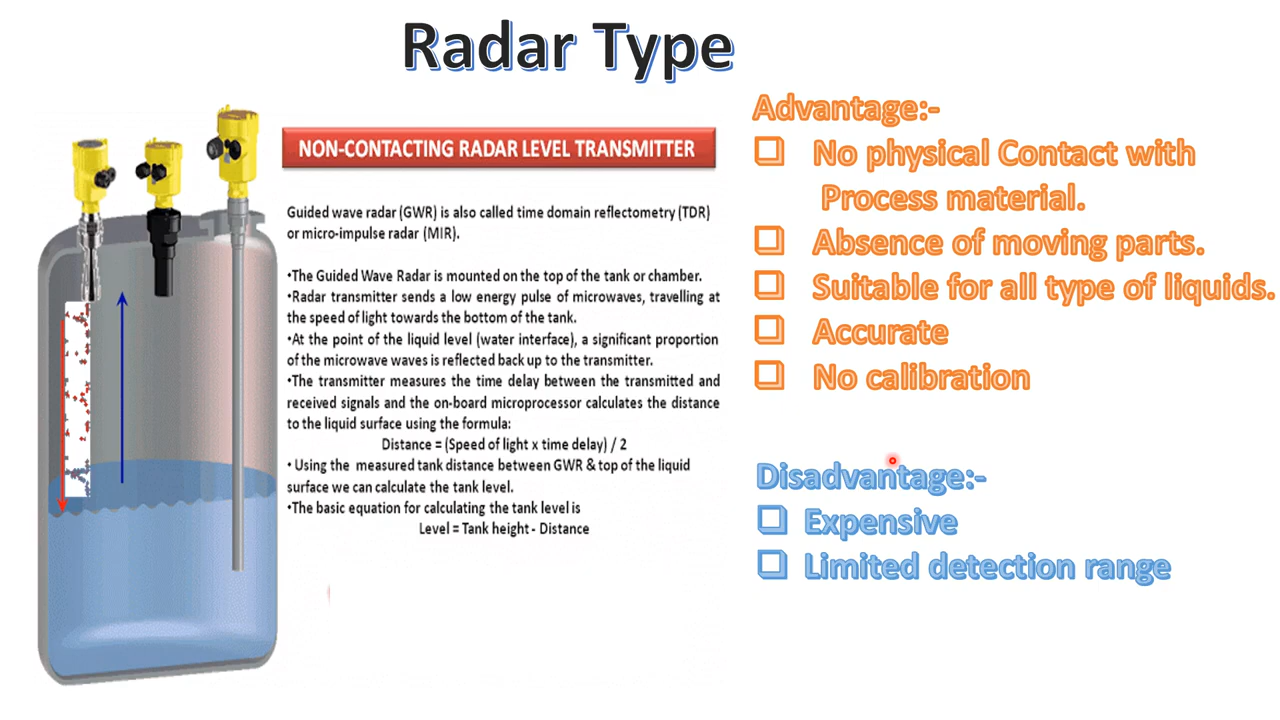 Radar Type
NON-CONTACTING RADAR LEVEL TRANSMITTER
Guided wave radar (GWR) is also called time domain reflectometry (TDR)
or micro-impulse radar (MIR).
•The Guided Wave Radar is mounted on the top of the tank or chamber.
•Radar transmitter sends a low energy pulse of microwaves, travelling at
the speed of light towards the bottom of the tank.
•At the point of the liquid level (water interface), a significant proportion
of the microwave waves is reflected back up to the transmitter.
•The transmitter measures the time delay between the transmitted and
received signals and the on-board microprocessor calculates the distance
to the liquid surface using the formula:
Distance = (Speed of light x time delay) / 2
• Using the measured tank distance between GWR & top of the liquid
surface we can calculate the tank level.
•The basic equation for calculating the tank level is
Level = Tank height - Distance
Advantage:-
❑ No physical Contact with
Process material.
❑ Absence of moving parts.
❑ Suitable for all type of liquids.
❑ Accurate
❑ No calibration
Disadvantage:-
❑ Expensive
❑ Limited detection range